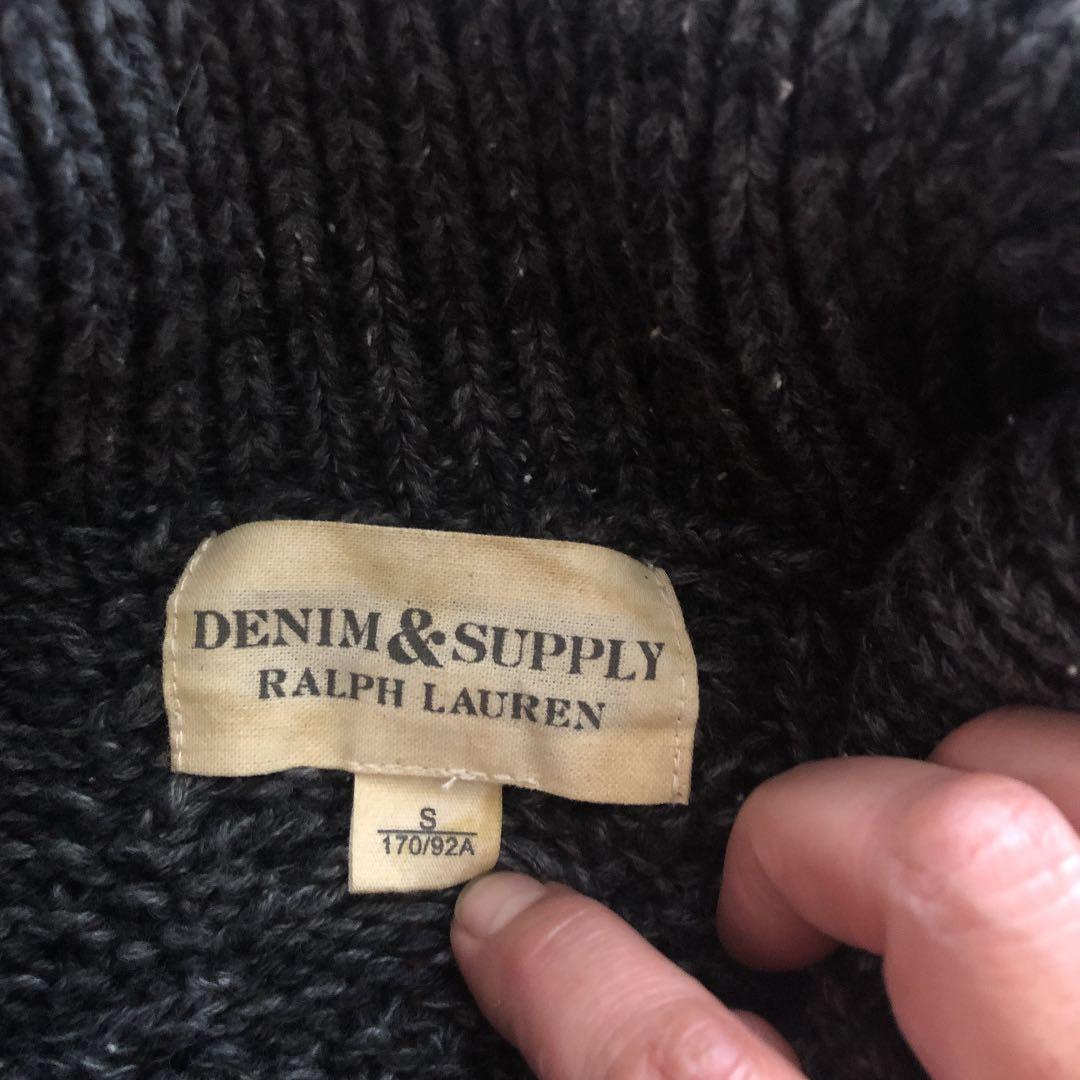 DENIM&SUPPLY
RALPH LAUREN
S
170/92A